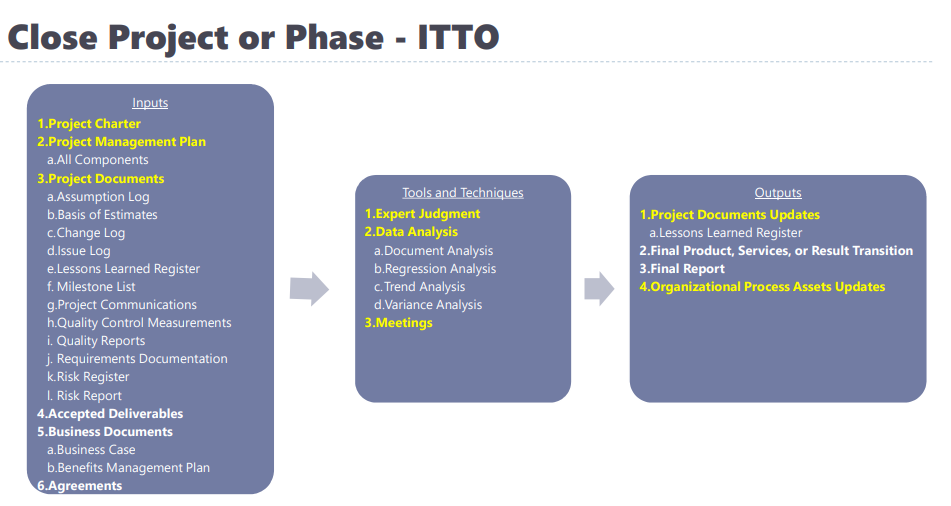 Close Project or Phase - ITTO
Inputs
1.Project Charter
2.Project Management Plan
a.All Components
3.Project Documents
a.Assumption Log
b.Basis of Estimates
c.Change Log
d.Issue Log
e.Lessons Learned Register
f. Milestone List
g.Project Communications
h.Quality Control Measurements
i. Quality Reports
j. Requirements Documentation
k.Risk Register
l. Risk Report
4.Accepted Deliverables
5.Business Documents
a.Business Case
b.Benefits Management Plan
6.Agreements
Tools and Techniques
1.Expert Judgment
2.Data Analysis
a.Document Analysis
b.Regression Analysis
c.Trend Analysis
d.Variance Analysis
3.Meetings
Outputs
1.Project Documents Updates
a.Lessons Learned Register
2.Final Product, Services, or Result Transition
3.Final Report
4.Organizational Process Assets Updates